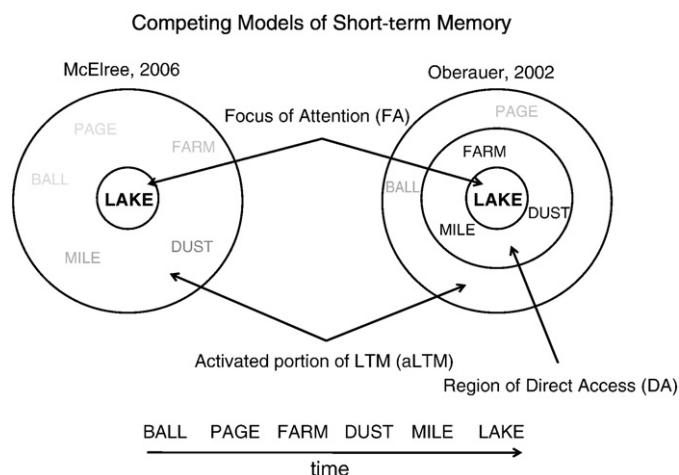 Competing Models of Short-term Memory
McElree, 2006
Oberauer, 2002
Focus of Attention (FA)
PAGE
FARM
BALL
LAKE
MILE
DUST
PAGE
FARM
BALL
LAKE
DUST
MILE
Activated portion of LTM (aLTM)
Region of Direct Access (DA)
BALL PAGE FARM DUST MILE LAKE
time